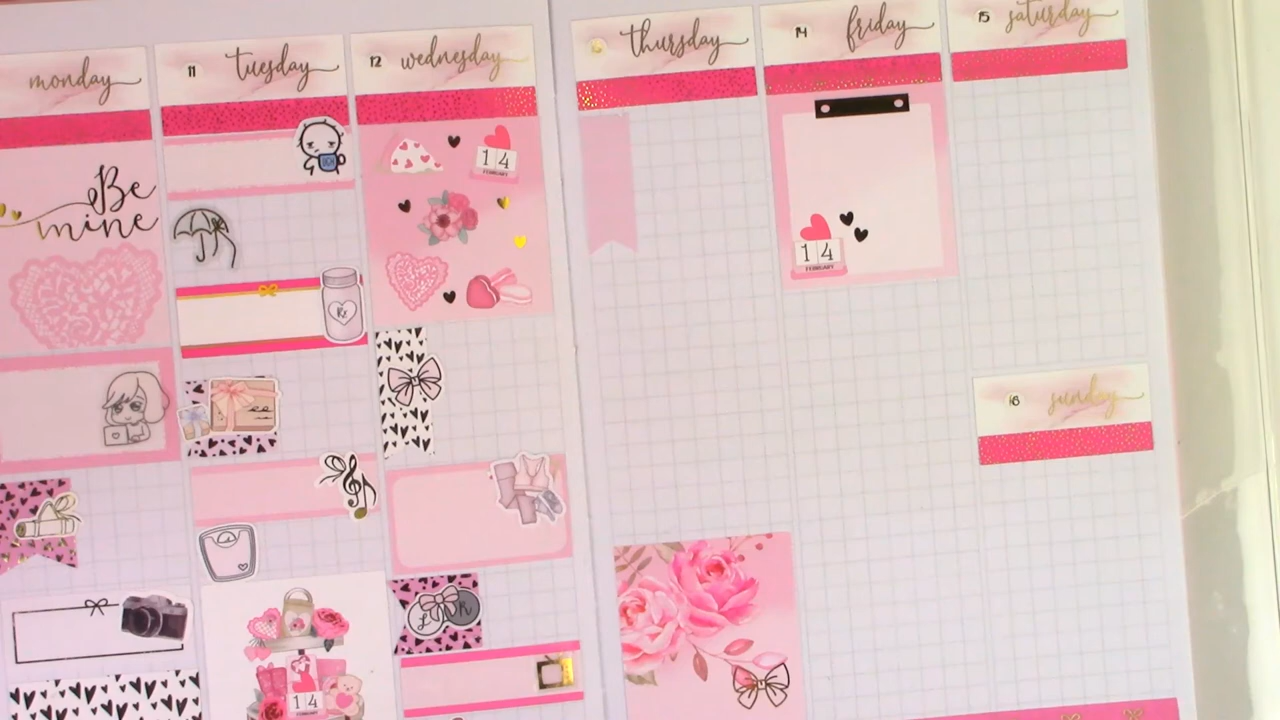 monday
11 tuesday
12 wednesday
thursday
14 friday
15 saturday
Be
mine
14
FEBRUARY
14
FEBRUARY
16 sunday
L R
14